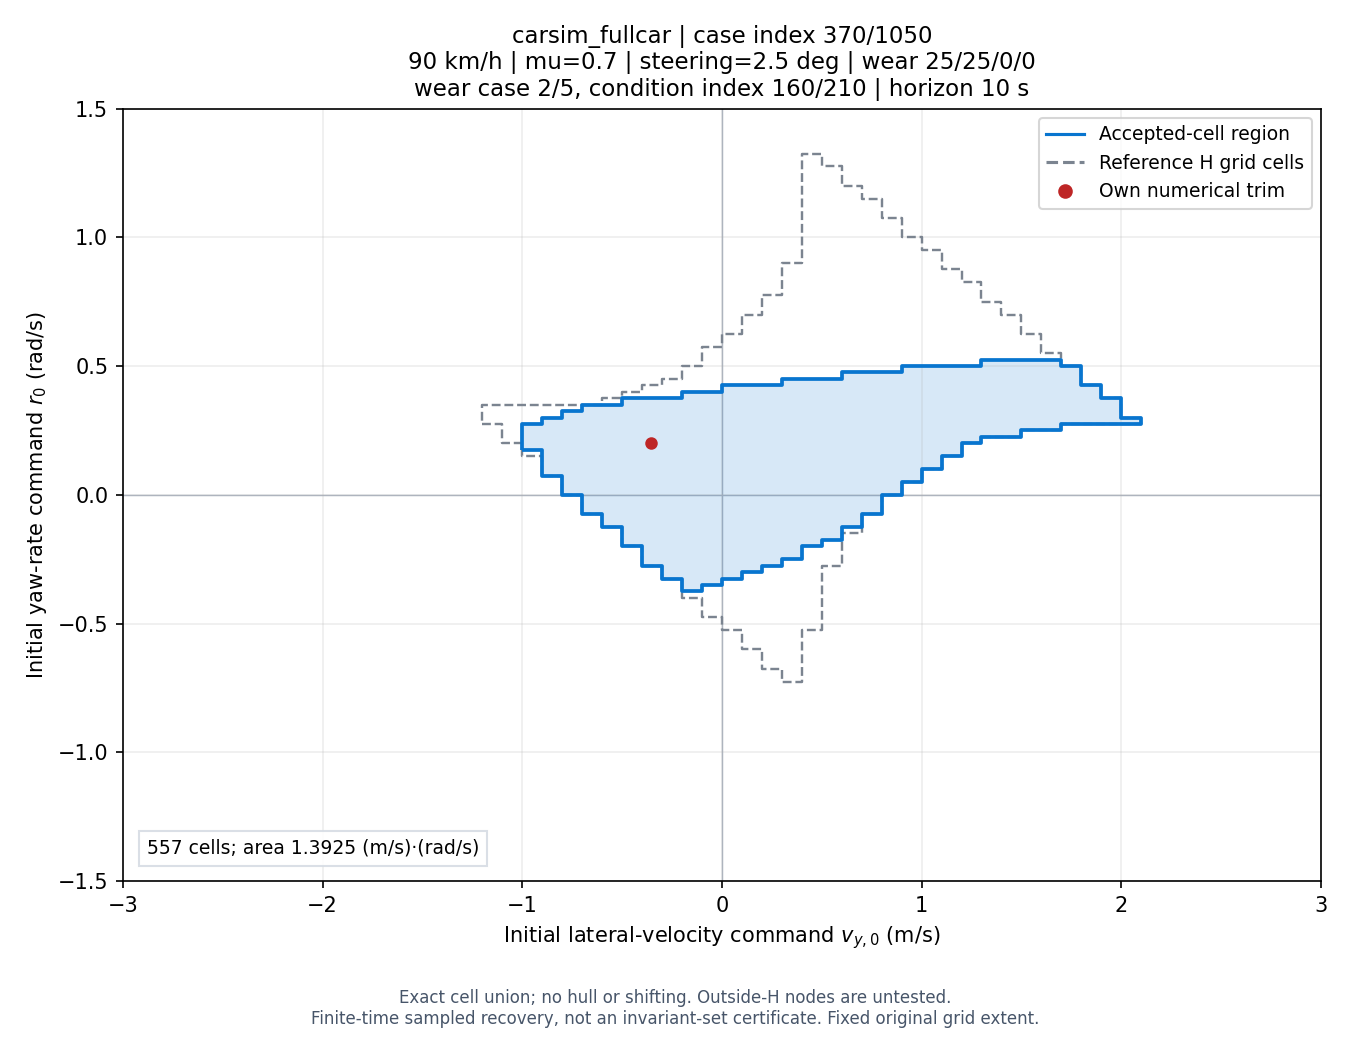 carsim_fullcar | case index 370/1050
90 km/h | mu=0.7 | steering=2.5 deg | wear 25/25/0/0
wear case 2/5, condition index 160/210 | horizon 10 s
Accepted-cell region
Reference H grid cells
Own numerical trim
1.5
1.0
0.5
0.0
−0.5
−1.0
−1.5
Initial yaw-rate command r0 (rad/s)
557 cells; area 1.3925 (m/s)·(rad/s)
−3
−2
−1
0
1
2
3
Initial lateral-velocity command vy,0 (m/s)
Exact cell union; no hull or shifting. Outside-H nodes are untested.
Finite-time sampled recovery, not an invariant-set certificate. Fixed original grid extent.